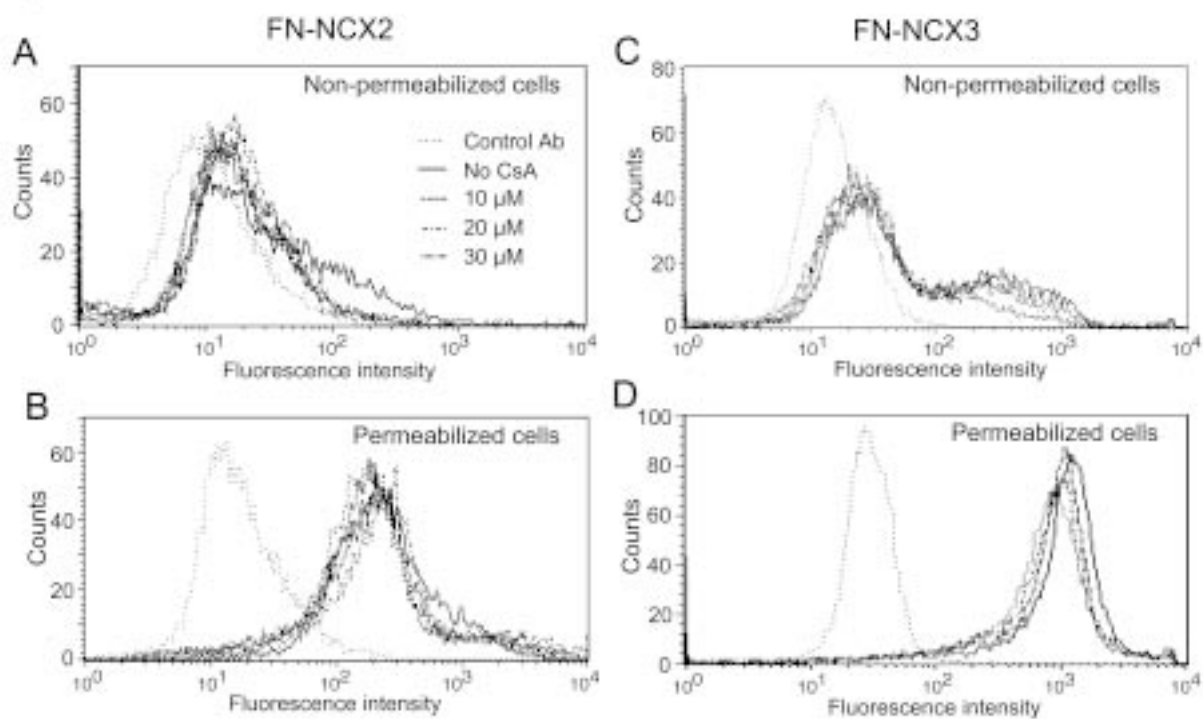 FN-NCX2
FN-NCX3
A
Non-permeabilized cells
Control Ab
No CsA
10 µM
20 µM
30 µM
Counts
60
40
20
0
10^0
10^1
10^2
10^3
10^4
Fluorescence intensity
C
Non-permeabilized cells
Counts
80
60
40
20
0
10^0
10^1
10^2
10^3
10^4
Fluorescence intensity
B
Permeabilized cells
Counts
60
40
20
0
10^0
10^1
10^2
10^3
10^4
Fluorescence intensity
D
Permeabilized cells
Counts
100
80
60
40
20
0
10^0
10^1
10^2
10^3
10^4
Fluorescence intensity